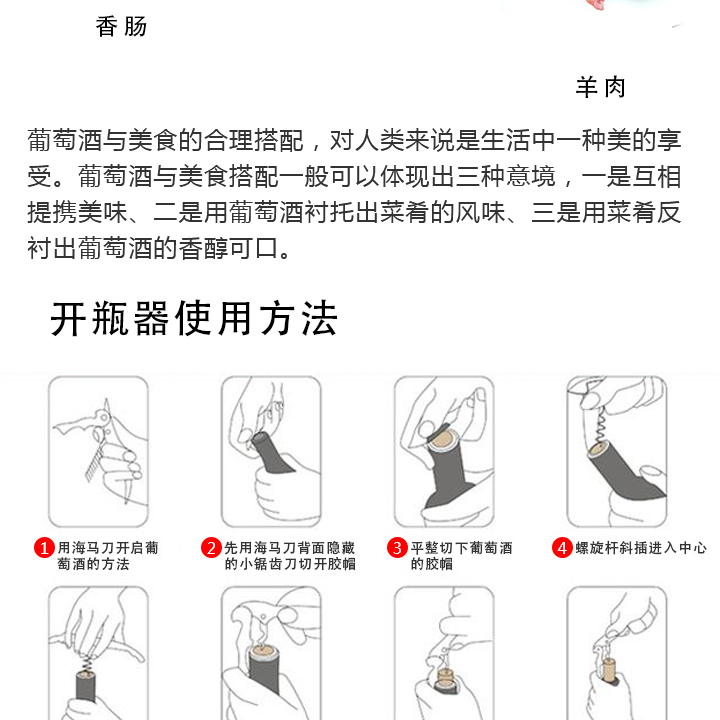 香肠
羊肉
葡萄酒与美食的合理搭配，对人类来说是生活中一种美的享
受。葡萄酒与美食搭配一般可以体现出三种意境，一是互相
提携美味、二是用葡萄酒衬托出菜肴的风味、三是用菜肴反
衬出葡萄酒的香醇可口。
开瓶器使用方法
1 用海马刀开启葡
萄酒的方法
2 先用海马刀背面隐藏
的小锯齿刀切开胶帽
3 平整切下葡萄酒
的胶帽
4 螺旋杆斜插进入中心